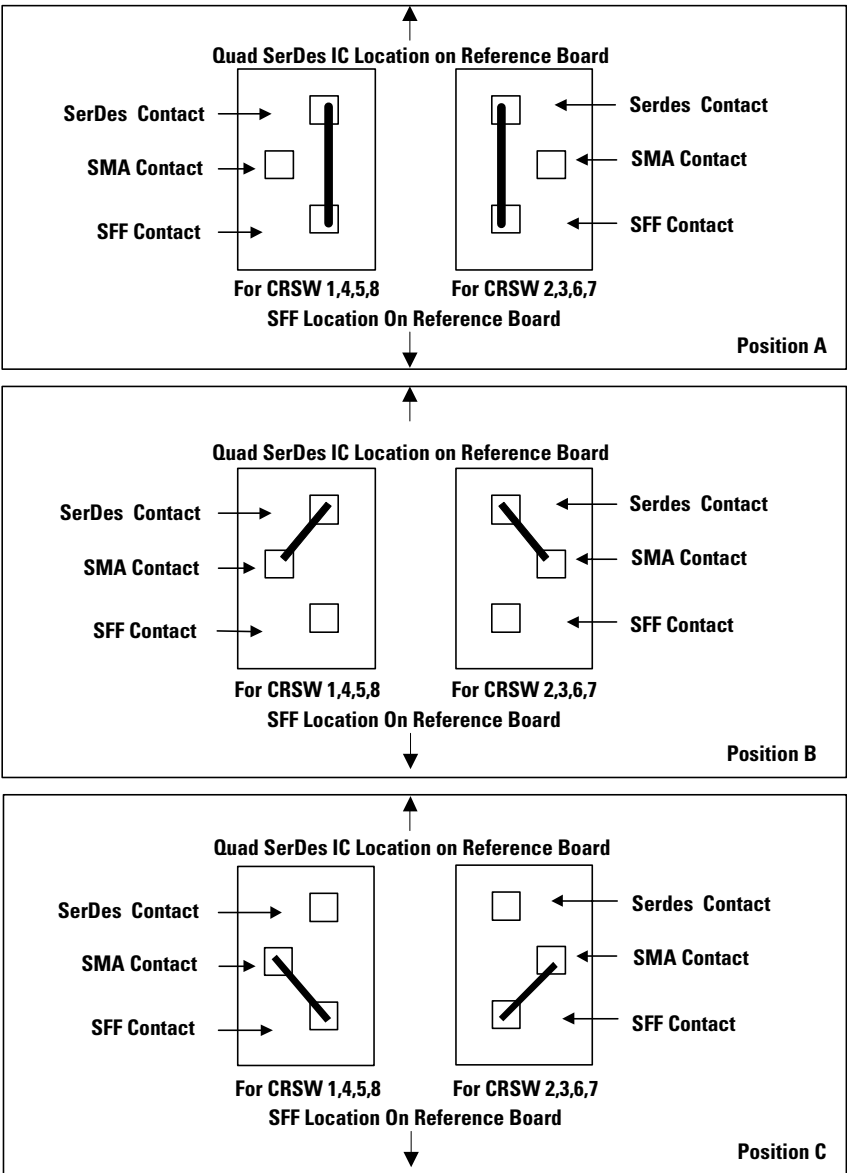 Quad SerDes IC Location on Reference Board
SerDes Contact
Serdes Contact
SMA Contact
SMA Contact
SFF Contact
SFF Contact
For CRSW 1,4,5,8
For CRSW 2,3,6,7
SFF Location On Reference Board
Position A
Quad SerDes IC Location on Reference Board
SerDes Contact
Serdes Contact
SMA Contact
SMA Contact
SFF Contact
SFF Contact
For CRSW 1,4,5,8
For CRSW 2,3,6,7
SFF Location On Reference Board
Position B
Quad SerDes IC Location on Reference Board
SerDes Contact
Serdes Contact
SMA Contact
SMA Contact
SFF Contact
SFF Contact
For CRSW 1,4,5,8
For CRSW 2,3,6,7
SFF Location On Reference Board
Position C